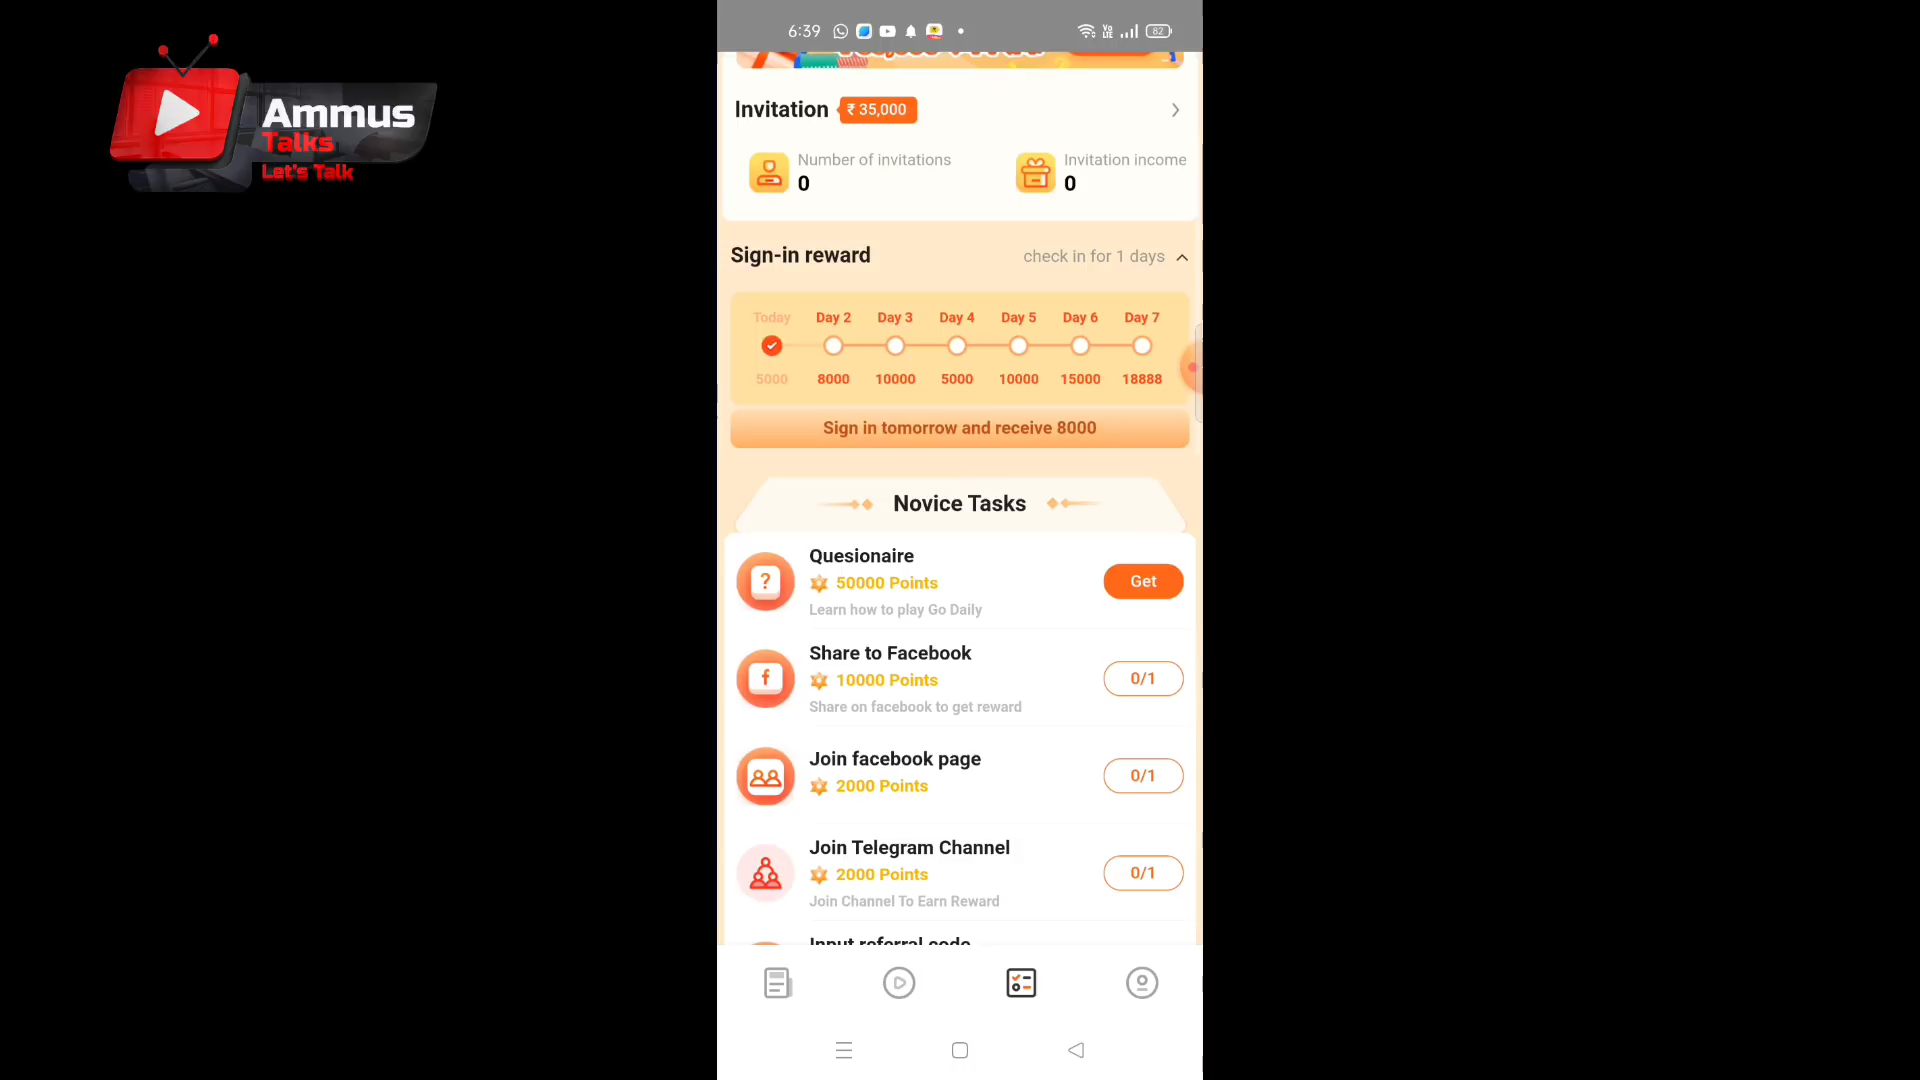 Ammus
Talks
Let's Talk
6:39
82
Invitation ₹ 35,000
Number of invitations
0
Invitation income
0
Sign-in reward check in for 1 days
Today Day 2 Day 3 Day 4 Day 5 Day 6 Day 7
5000 8000 10000 5000 10000 15000 18888
Sign in tomorrow and receive 8000
Novice Tasks
Quesionaire
50000 Points
Learn how to play Go Daily
Get
Share to Facebook
10000 Points
Share on facebook to get reward
0/1
Join facebook page
2000 Points
0/1
Join Telegram Channel
2000 Points
Join Channel To Earn Reward
0/1
Input referral code